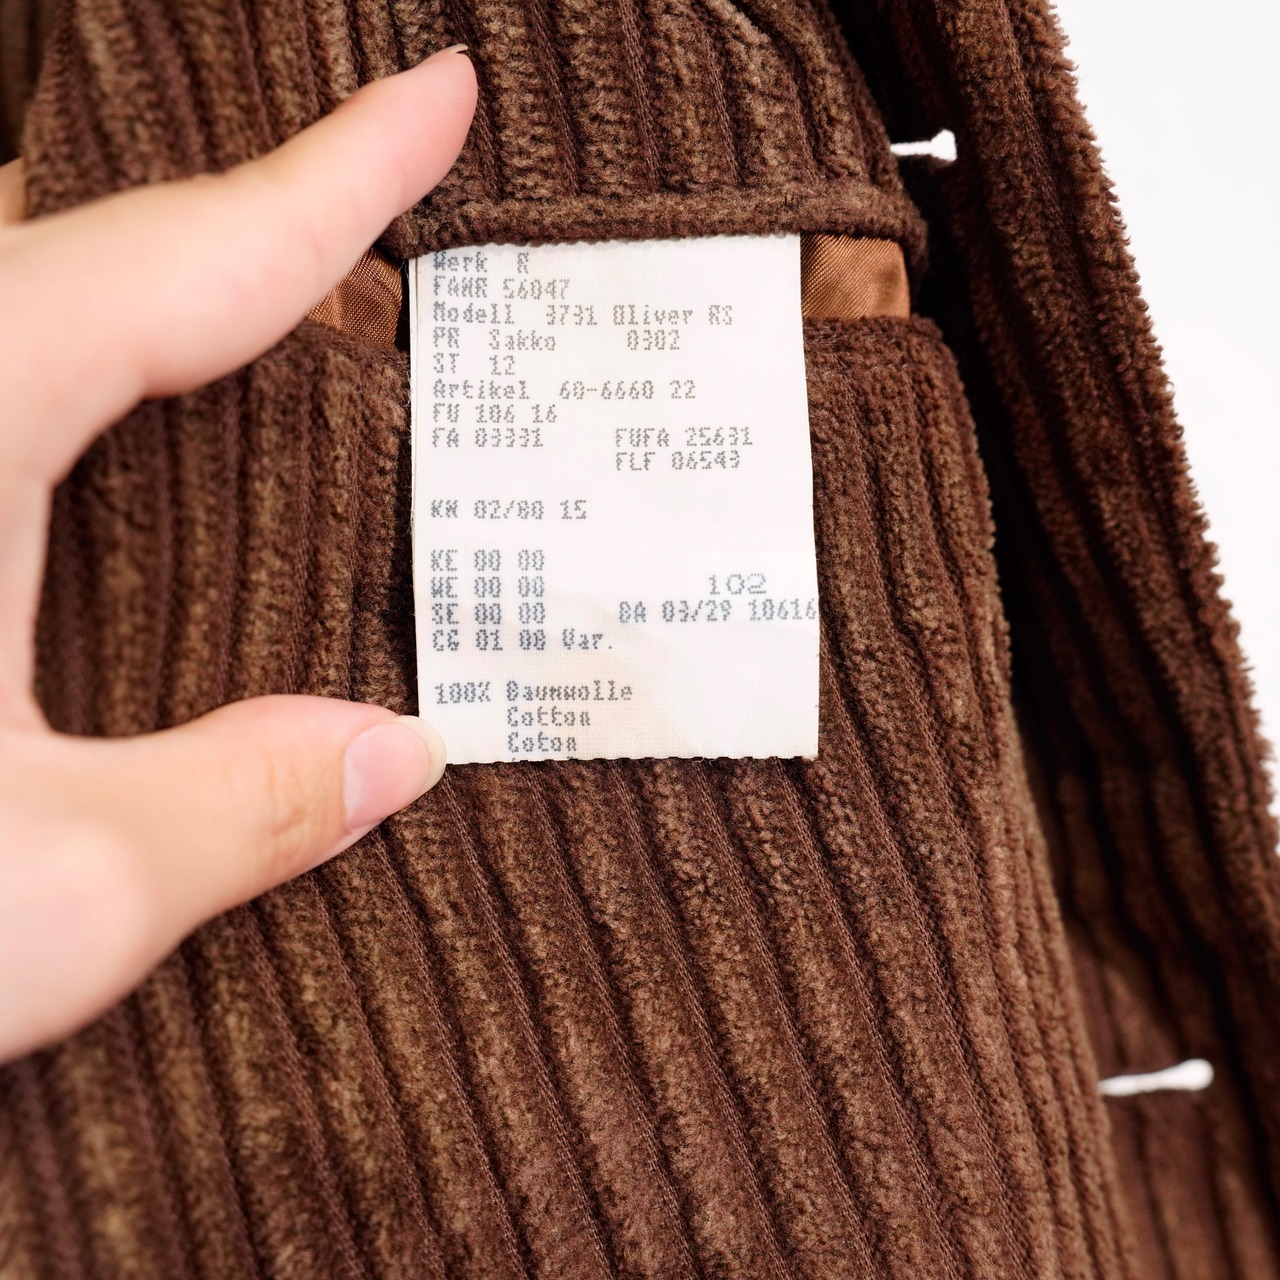 Werk R
FANR 56047
Modell 3731 Oliver RS
PR Sakko 0302
ST 12
Artikel 60-6660 22
FU 106 16
FA 03331 FUFA 25631
FLF 06543
KW 02/80 15
KE 00 00
WE 00 00 102
SE 00 00 DA 03/29 10616
CG 01 00 Var.
100% Baumwolle
Cotton
Coton